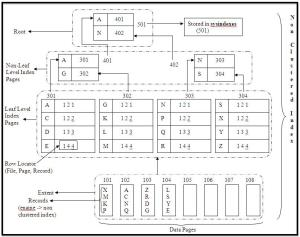 Root
A 401
N 402
501
Stored in sysindexes
(501)
401
402
Non-Leaf
Level Index
Pages
A 301
G 302
N 303
S 304
301 302 303 304
Leaf Level
Index
Pages
A 1 2 1
C 1 2 2
D 1 3 3
E 1 4 4
G 1 2 1
K 1 2 2
L 1 3 3
M 1 4 4
N 1 2 1
P 1 2 2
Q 1 3 3
R 1 4 4
S 1 2 1
X 1 2 2
Y 1 3 3
Z 1 4 4
Row Locator
(File, Page, Record)
Extent
Records
(ename -> non
clustered index)
101 102 103 104 105 106 107 108
X
M
K
P
A
C
N
Q
Z
R
D
G
L
S
Y
E
Data Pages
Non Clustered Index